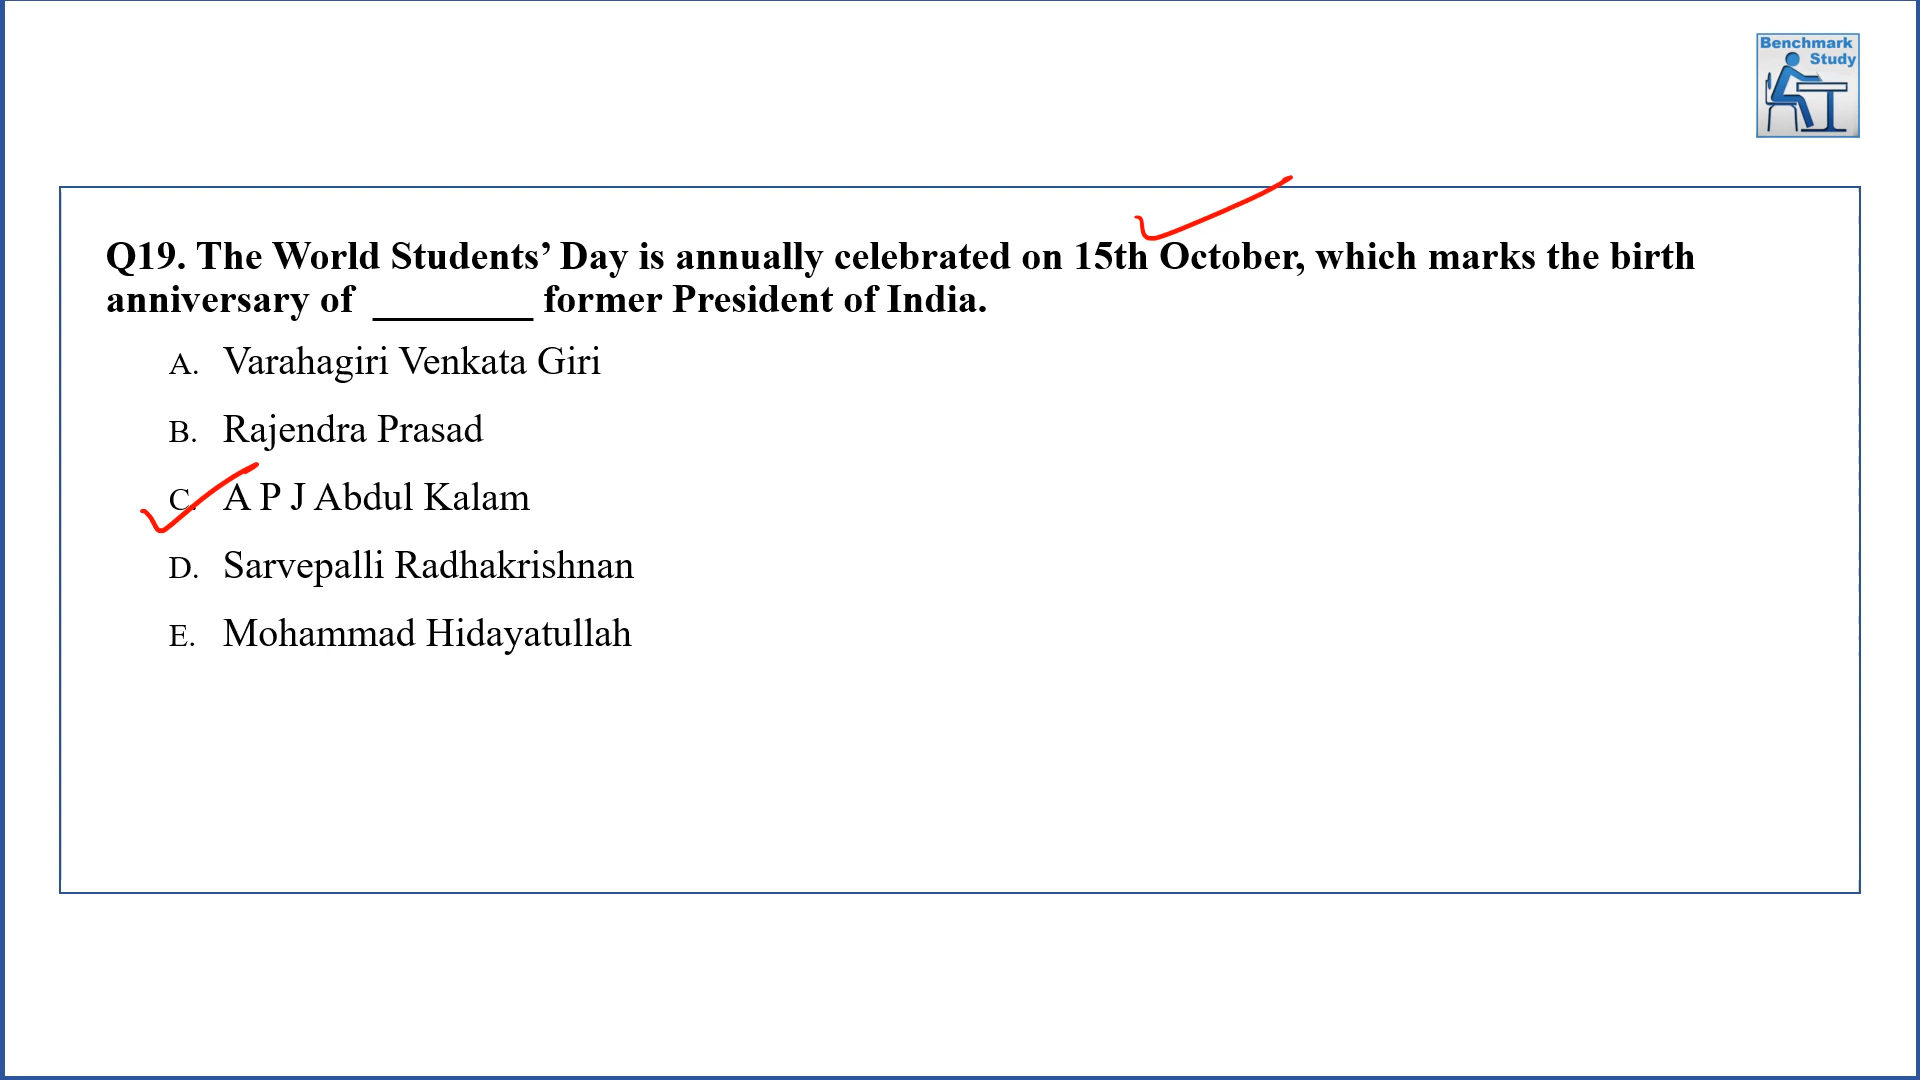 Benchmark
Study
Q19. The World Students’ Day is annually celebrated on 15th October, which marks the birth
anniversary of ________ former President of India.
A. Varahagiri Venkata Giri
B. Rajendra Prasad
C. A P J Abdul Kalam
D. Sarvepalli Radhakrishnan
E. Mohammad Hidayatullah